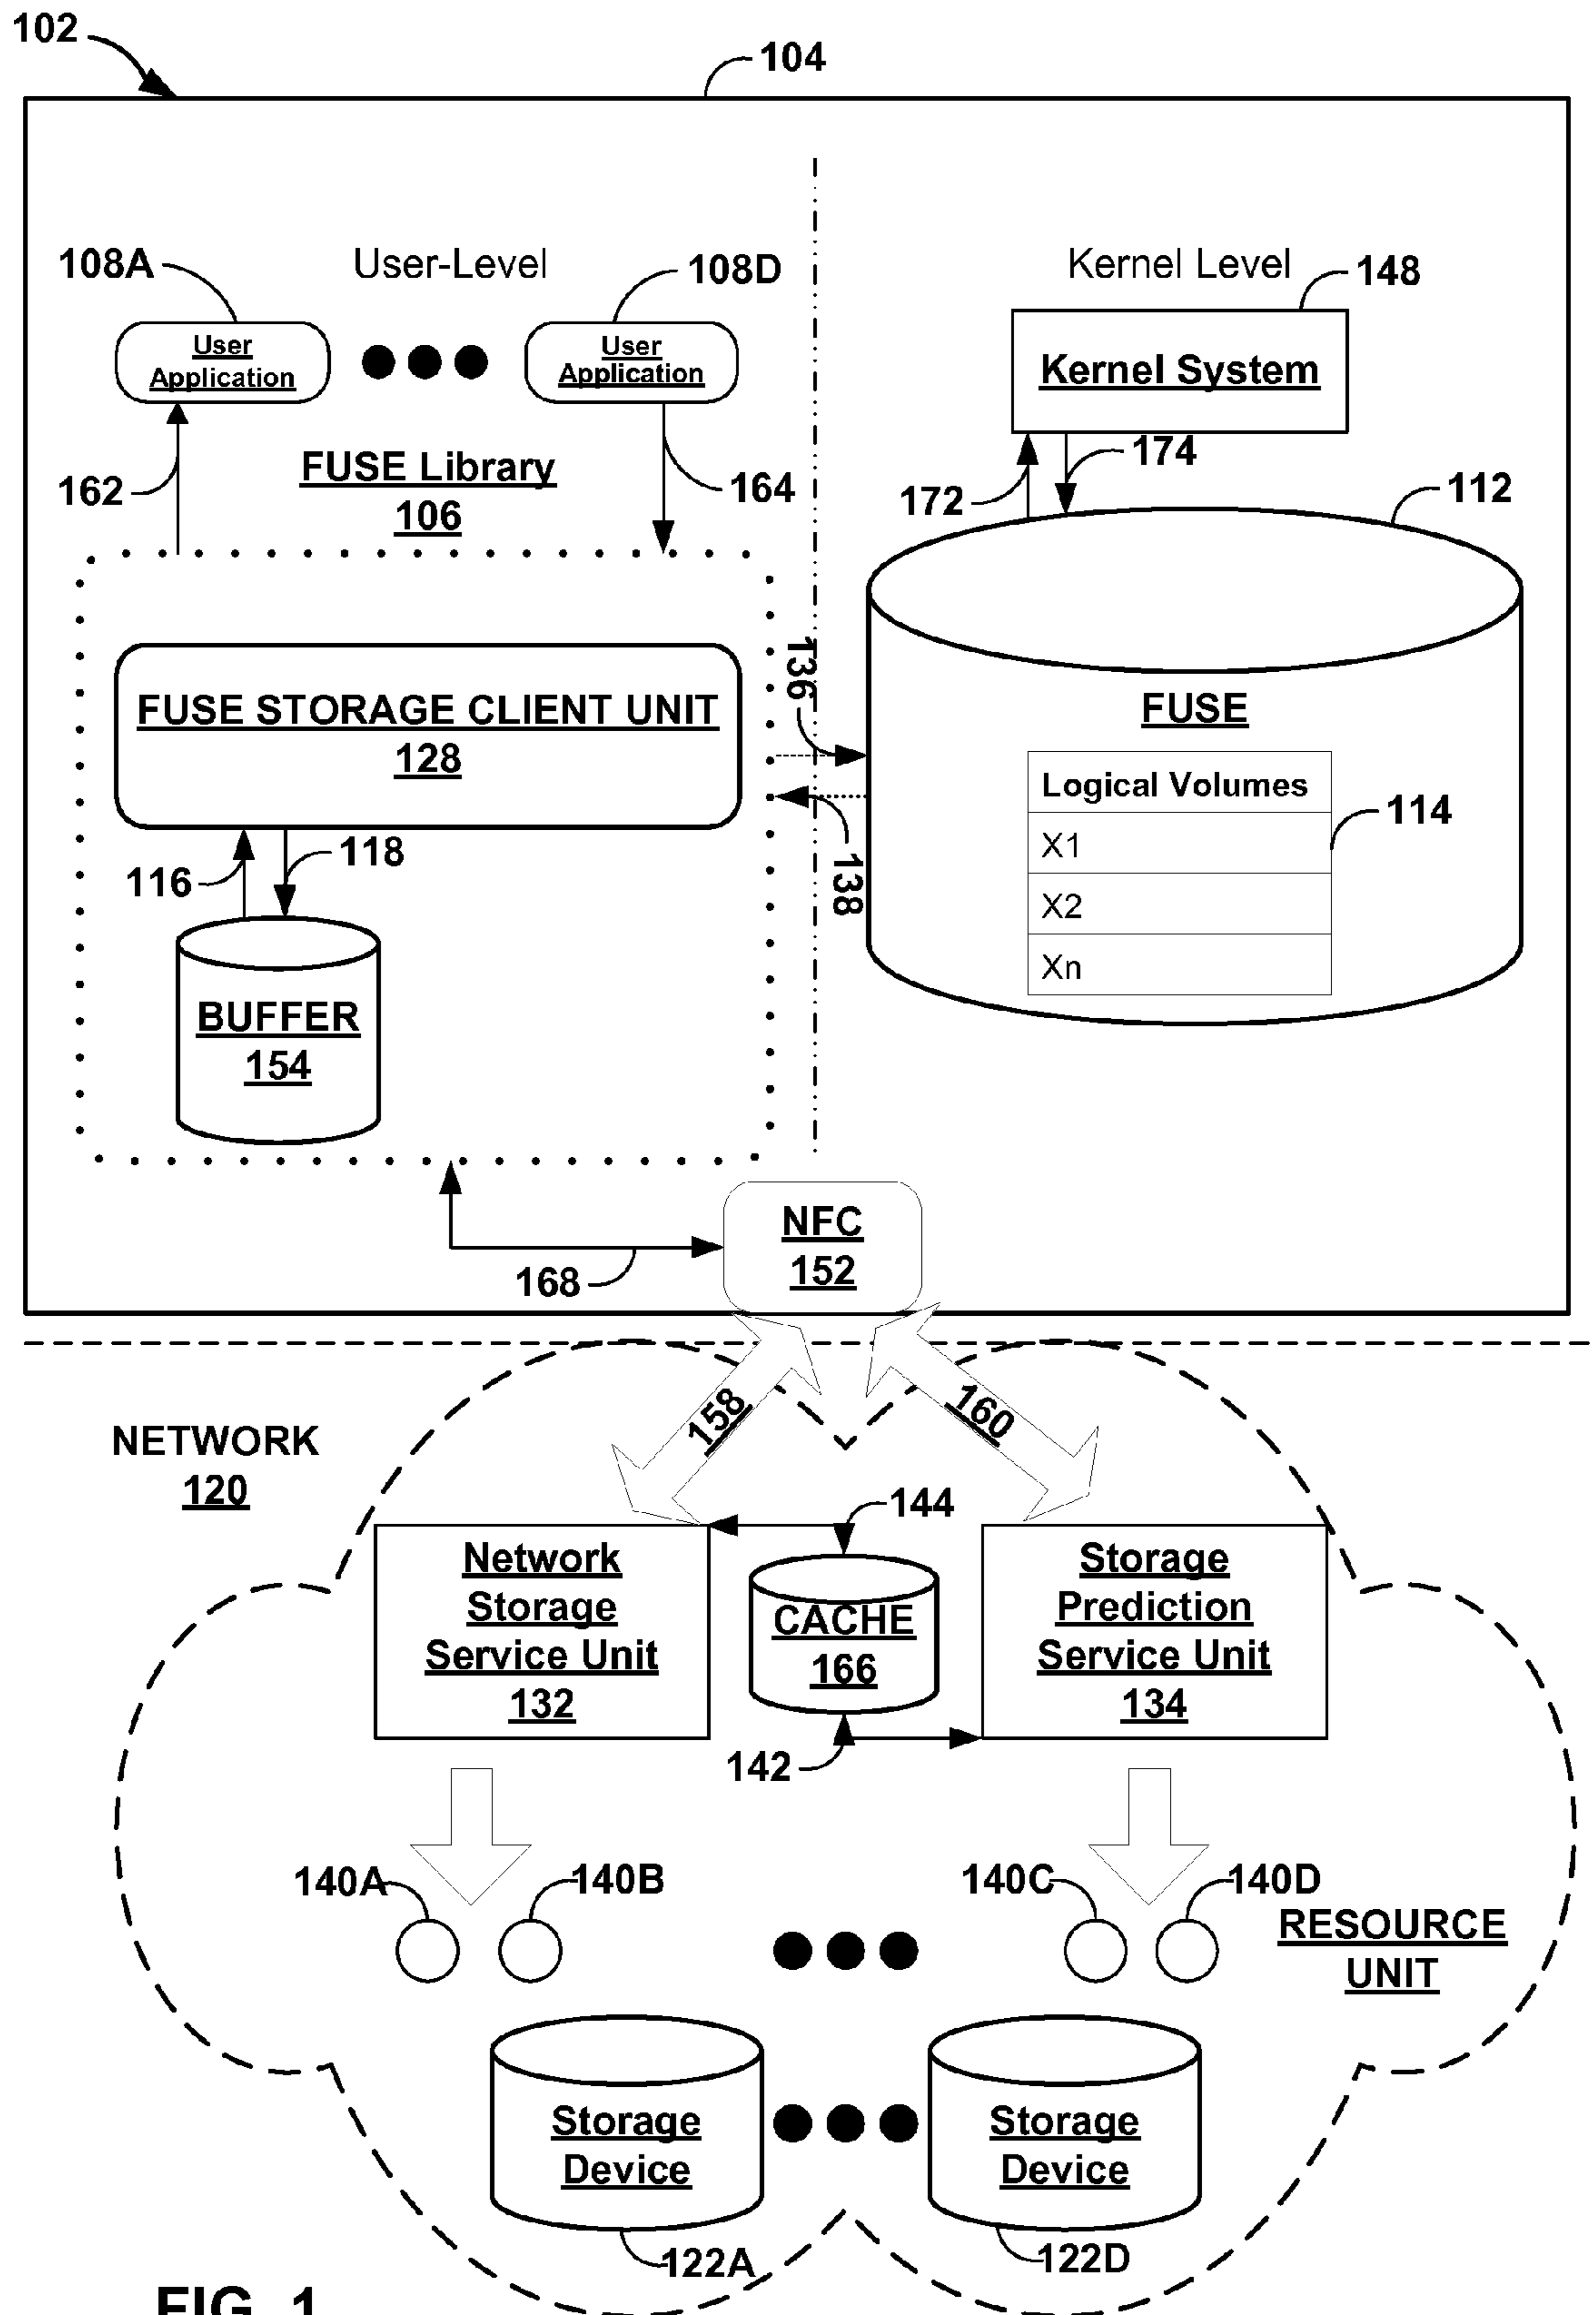 102
104
108A
User-Level
108D
Kernel Level
148
User
Application
User
Application
Kernel System
162
FUSE Library
106
164
172
174
112
136
FUSE STORAGE CLIENT UNIT
128
FUSE
Logical Volumes
X1
X2
Xn
114
116
118
138
BUFFER
154
NFC
152
168
158
160
NETWORK
120
144
Network
Storage
Service Unit
132
CACHE
166
Storage
Prediction
Service Unit
134
142
140A
140B
140C
140D
RESOURCE
UNIT
Storage
Device
Storage
Device
122A
122D
FIG. 1